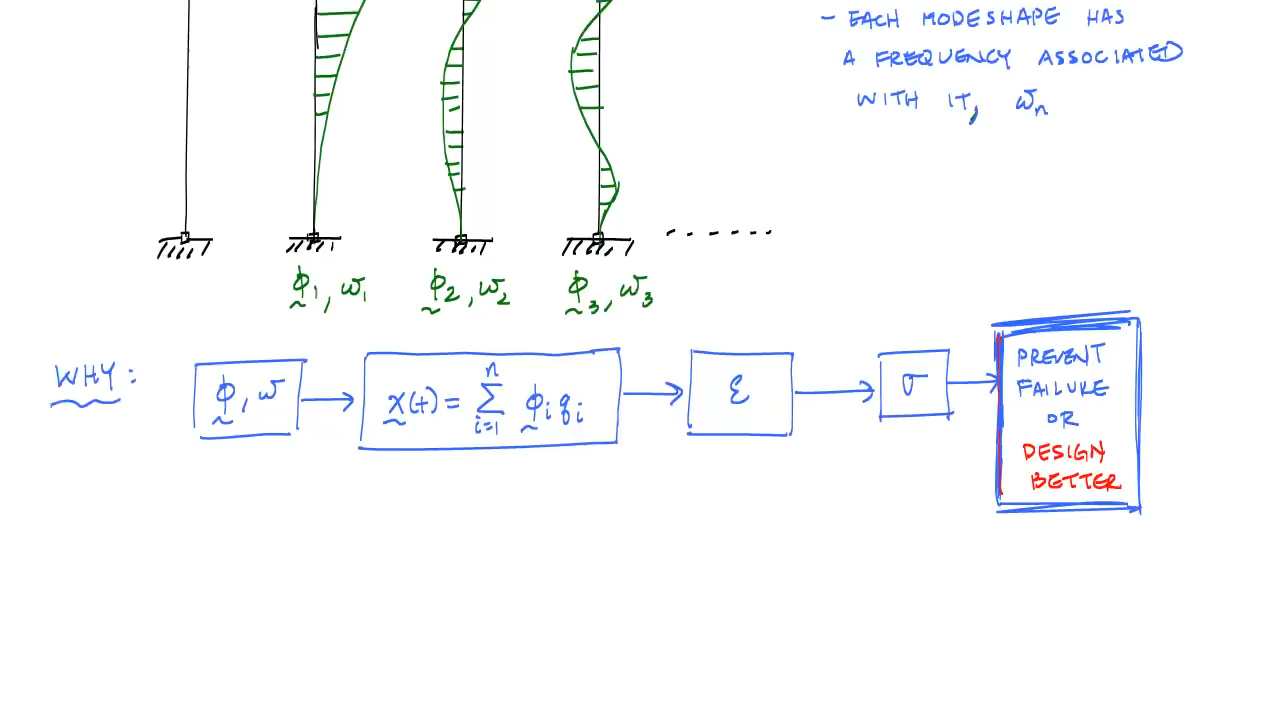 - EACH MODESHAPE HAS
A FREQUENCY ASSOCIATED
WITH IT, ωn
ϕ1, ω1
ϕ2, ω2
ϕ3, ω3
WHY:
ϕ, ω
x(t) = Σ ϕi qi
n
i=1
ε
σ
PREVENT
FAILURE
OR
DESIGN
BETTER